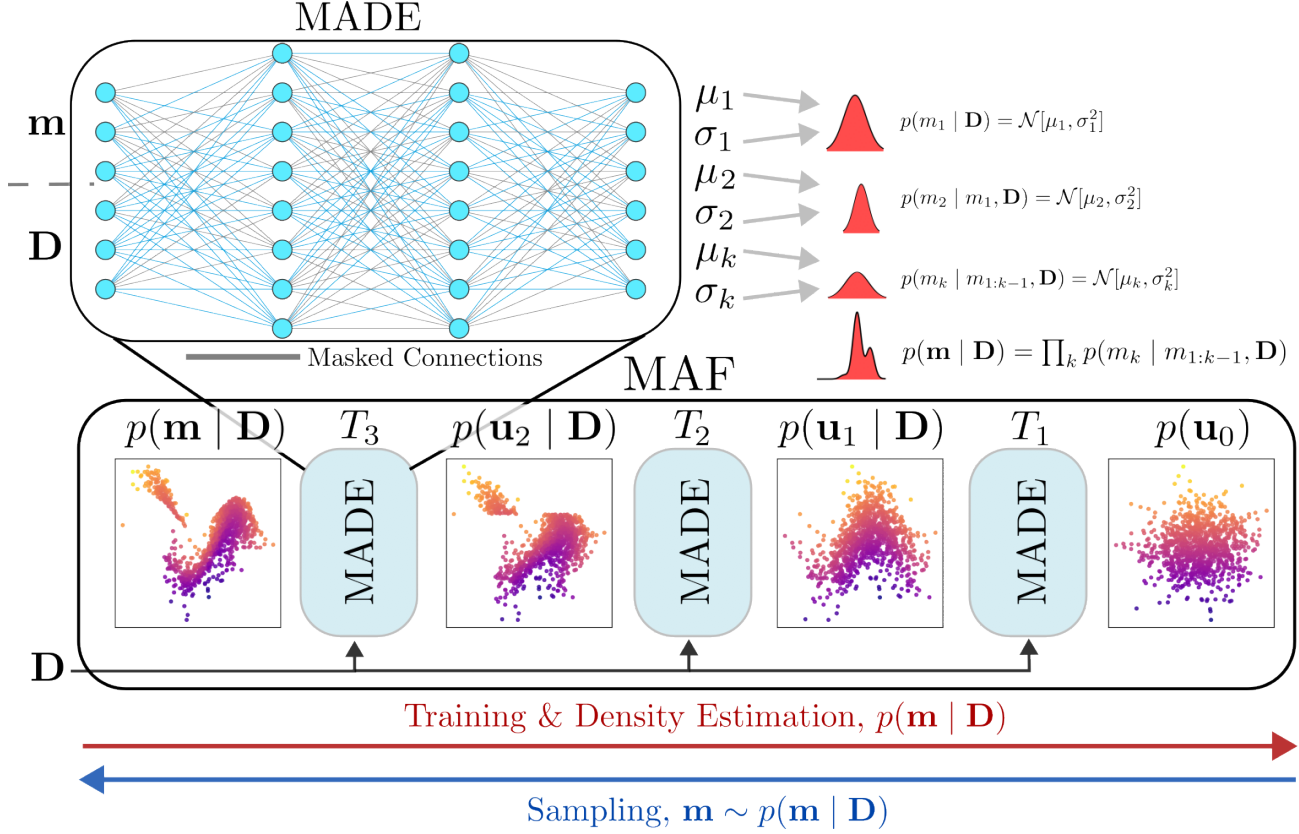 MADE
m
D
μ₁
σ₁
μ₂
σ₂
μₖ
σₖ
p(m₁ | D) = 𝒩[μ₁, σ₁²]
p(m₂ | m₁, D) = 𝒩[μ₂, σ₂²]
p(mₖ | m₁:ₖ₋₁, D) = 𝒩[μₖ, σₖ²]
p(m | D) = ∏ₖ p(mₖ | m₁:ₖ₋₁, D)
Masked Connections
MAF
p(m | D) T₃ p(u₂ | D) T₂ p(u₁ | D) T₁ p(u₀)
MADE
MADE
MADE
D
Training & Density Estimation, p(m | D)
Sampling, m ∼ p(m | D)